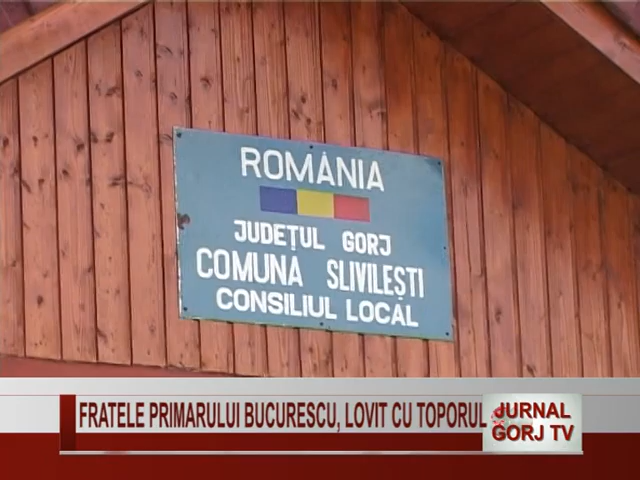 ROMÂNIA
JUDEȚUL GORJ
COMUNA SLIVILEȘTI
CONSILIUL LOCAL
FRATELE PRIMARULUI BUCURESCU, LOVIT CU TOPORUL
JURNAL
GORJ TV